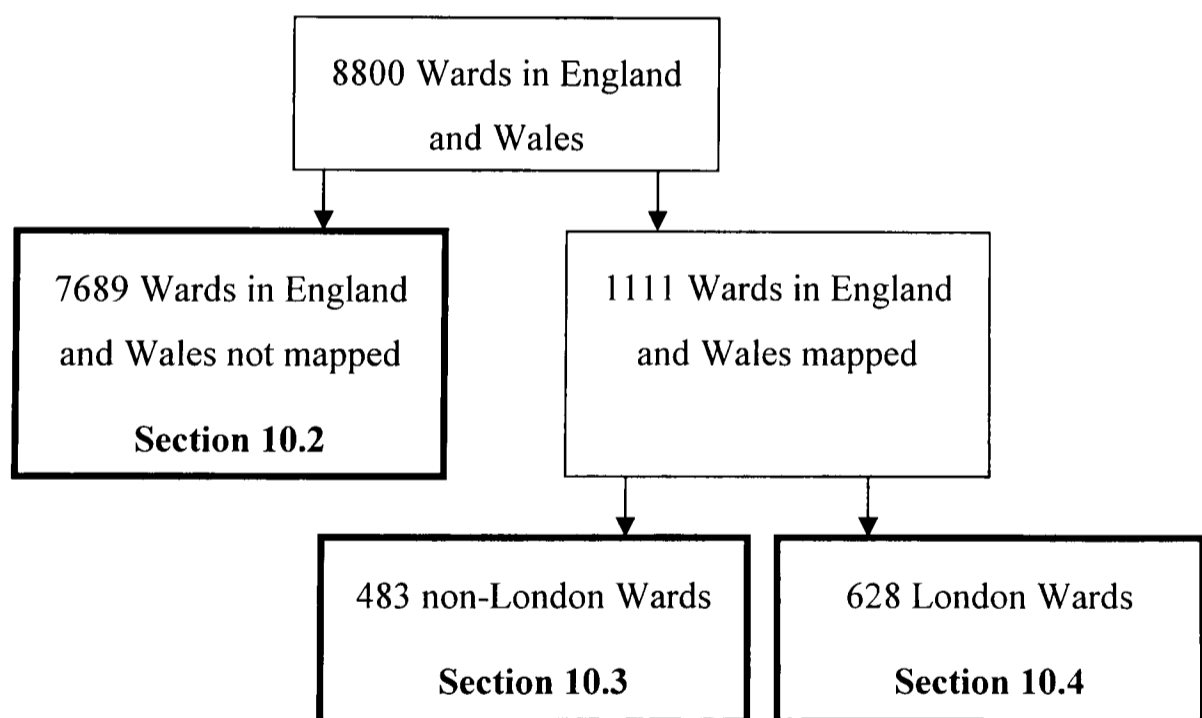 8800 Wards in England
and Wales
7689 Wards in England
and Wales not mapped
Section 10.2
1111 Wards in England
and Wales mapped
483 non-London Wards
Section 10.3
628 London Wards
Section 10.4